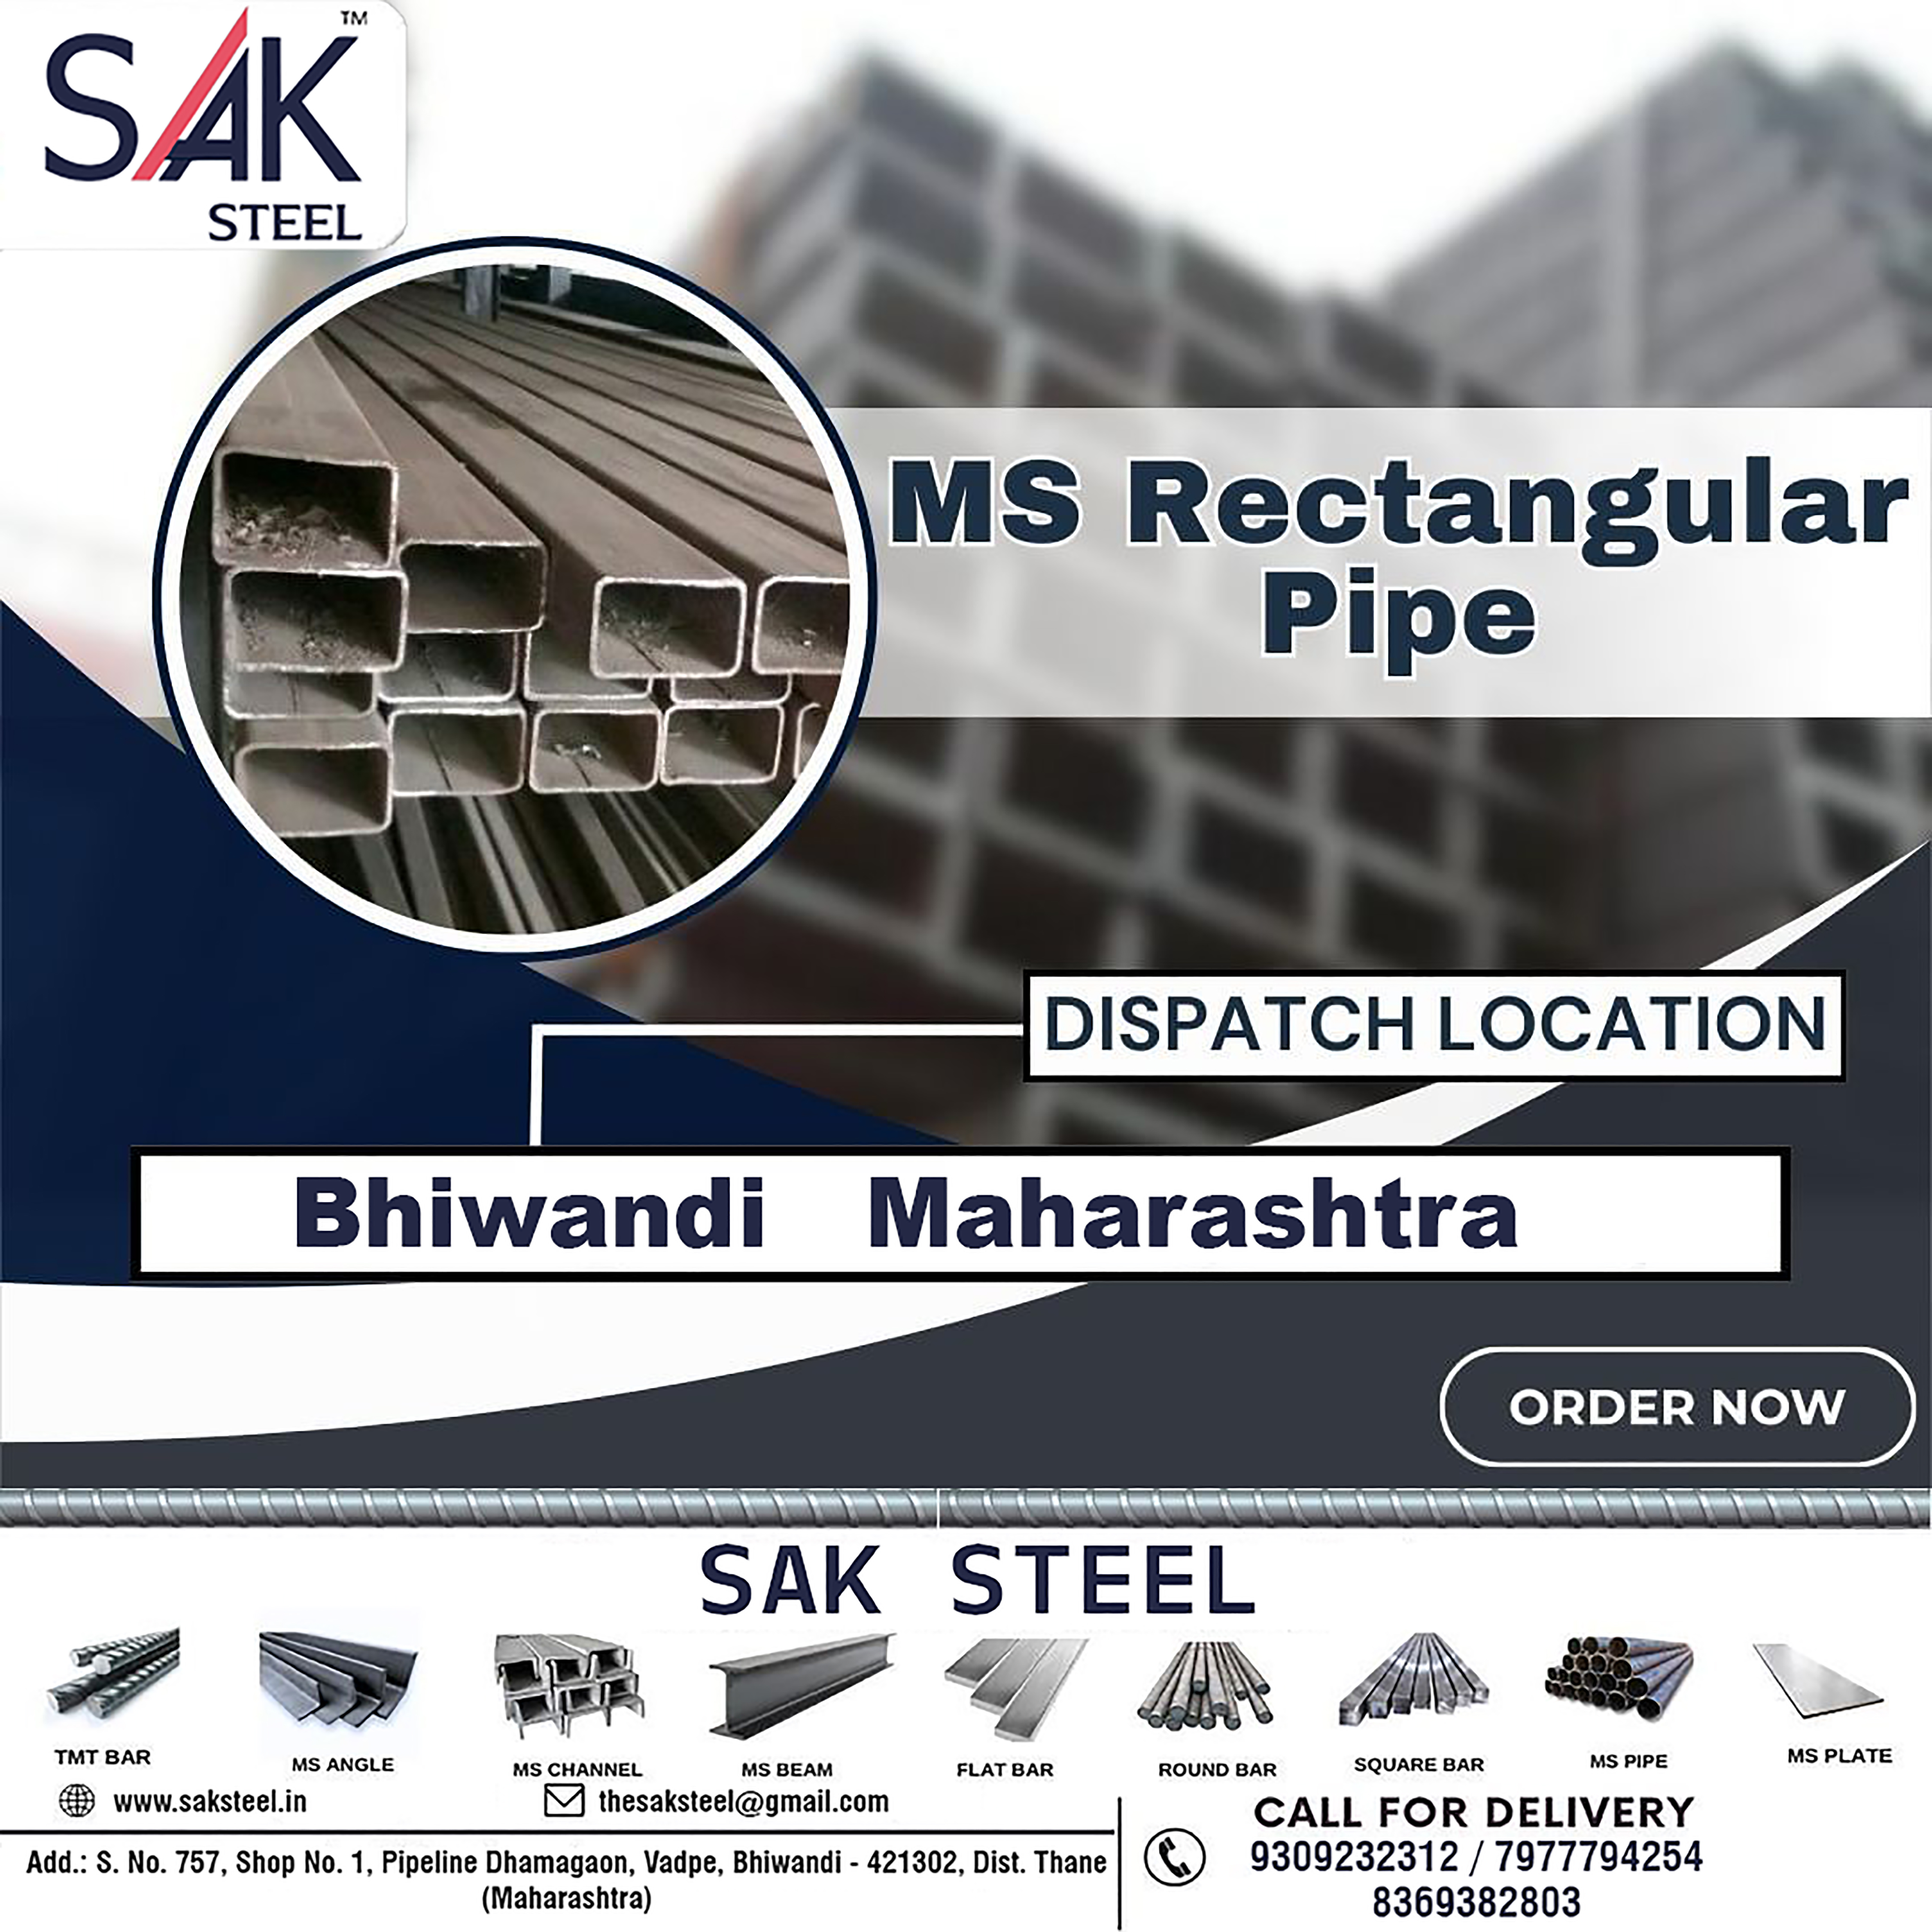 SAK TM
STEEL
MS Rectangular
Pipe
DISPATCH LOCATION
Bhiwandi Maharashtra
ORDER NOW
SAK STEEL
TMT BAR
MS ANGLE
MS CHANNEL
MS BEAM
FLAT BAR
ROUND BAR
SQUARE BAR
MS PIPE
MS PLATE
www.saksteel.in
thesaksteel@gmail.com
Add.: S. No. 757, Shop No. 1, Pipeline Dhamagaon, Vadpe, Bhiwandi - 421302, Dist. Thane
(Maharashtra)
CALL FOR DELIVERY
9309232312 / 7977794254
8369382803